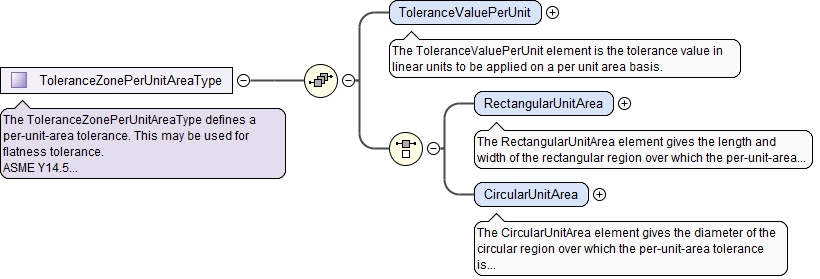 ToleranceValuePerUnit
The ToleranceValuePerUnit element is the tolerance value in
linear units to be applied on a per unit area basis.
ToleranceZonePerUnitAreaType
The ToleranceZonePerUnitAreaType defines a
per-unit-area tolerance. This may be used for
flatness tolerance.
ASME Y14.5...
RectangularUnitArea
The RectangularUnitArea element gives the length and
width of the rectangular region over which the per-unit-area...
CircularUnitArea
The CircularUnitArea element gives the diameter of the
circular region over which the per-unit-area tolerance
is...